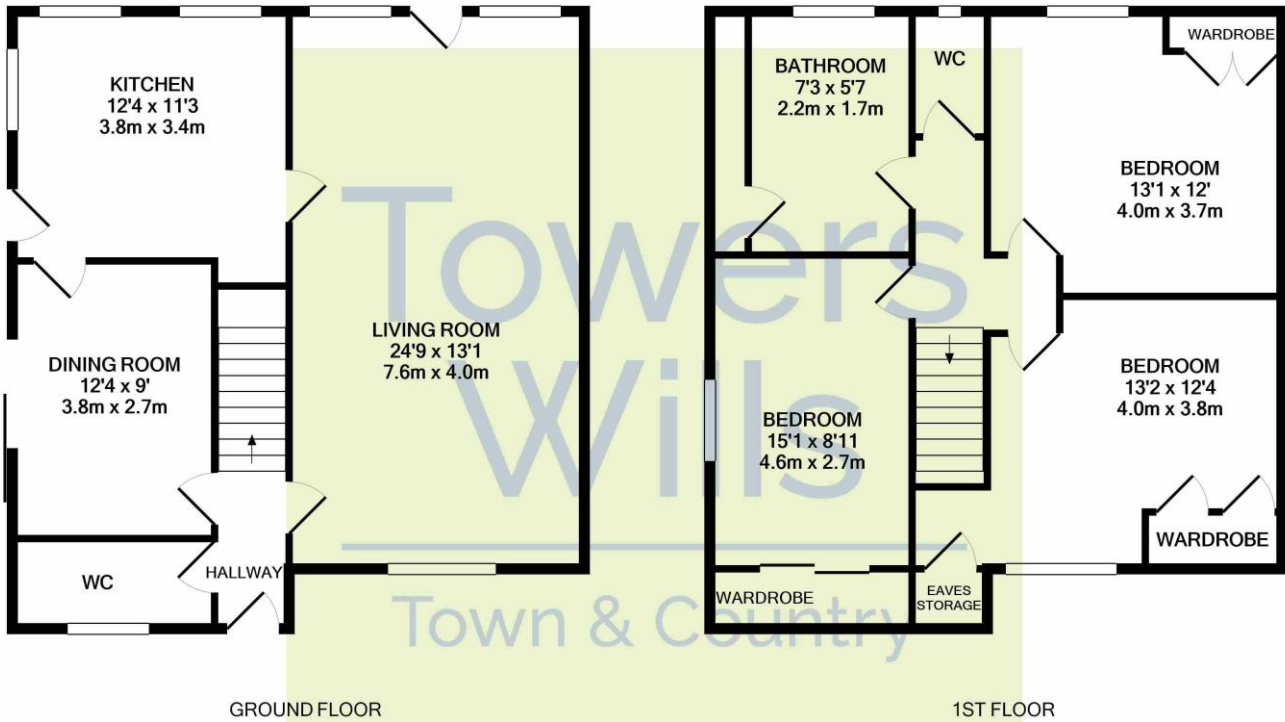 KITCHEN
12'4 x 11'3
3.8m x 3.4m
DINING ROOM
12'4 x 9'
3.8m x 2.7m
LIVING ROOM
24'9 x 13'1
7.6m x 4.0m
WC
HALLWAY
GROUND FLOOR
BATHROOM
7'3 x 5'7
2.2m x 1.7m
WC
WARDROBE
BEDROOM
13'1 x 12'
4.0m x 3.7m
BEDROOM
15'1 x 8'11
4.6m x 2.7m
BEDROOM
13'2 x 12'4
4.0m x 3.8m
WARDROBE
WARDROBE
EAVES
STORAGE
1ST FLOOR
Towers
Wills
Town & Country